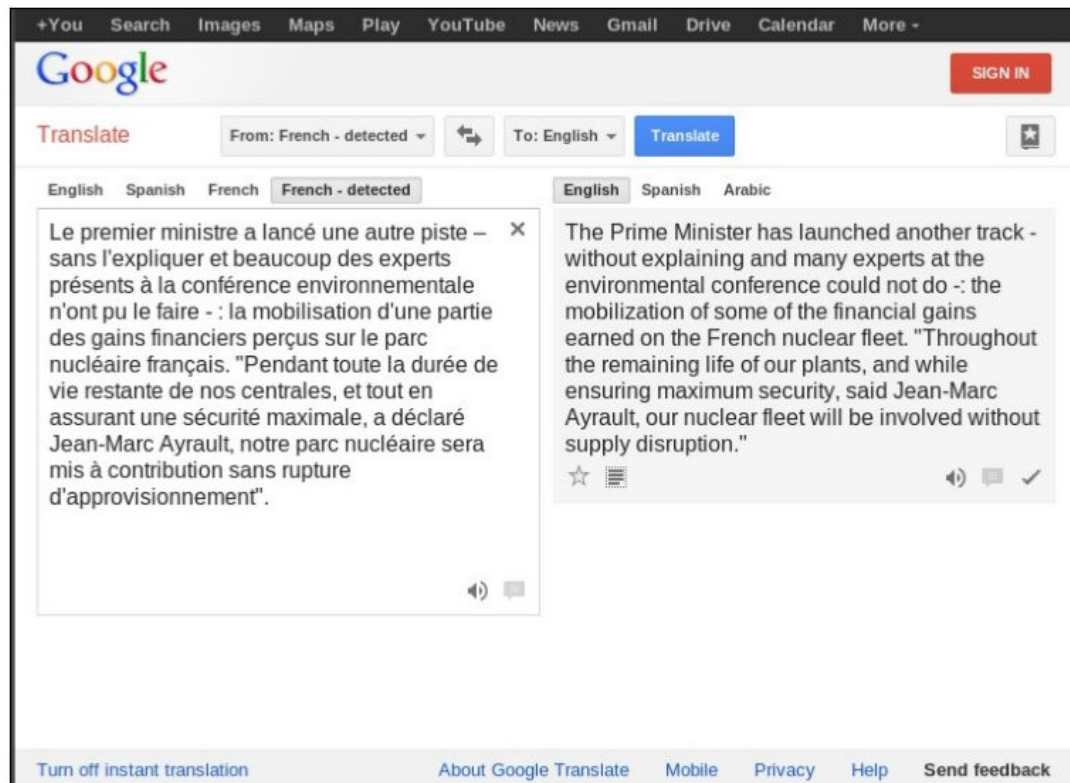 +You Search Images Maps Play YouTube News Gmail Drive Calendar More
Google
SIGN IN
Translate From: French - detected To: English Translate
English Spanish French French - detected
Le premier ministre a lancé une autre piste –
sans l'expliquer et beaucoup des experts
présents à la conférence environnementale
n'ont pu le faire - : la mobilisation d'une partie
des gains financiers perçus sur le parc
nucléaire français. "Pendant toute la durée de
vie restante de nos centrales, et tout en
assurant une sécurité maximale, a déclaré
Jean-Marc Ayrault, notre parc nucléaire sera
mis à contribution sans rupture
d'approvisionnement".
English Spanish Arabic
The Prime Minister has launched another track -
without explaining and many experts at the
environmental conference could not do -: the
mobilization of some of the financial gains
earned on the French nuclear fleet. "Throughout
the remaining life of our plants, and while
ensuring maximum security, said Jean-Marc
Ayrault, our nuclear fleet will be involved without
supply disruption."
Turn off instant translation About Google Translate Mobile Privacy Help Send feedback